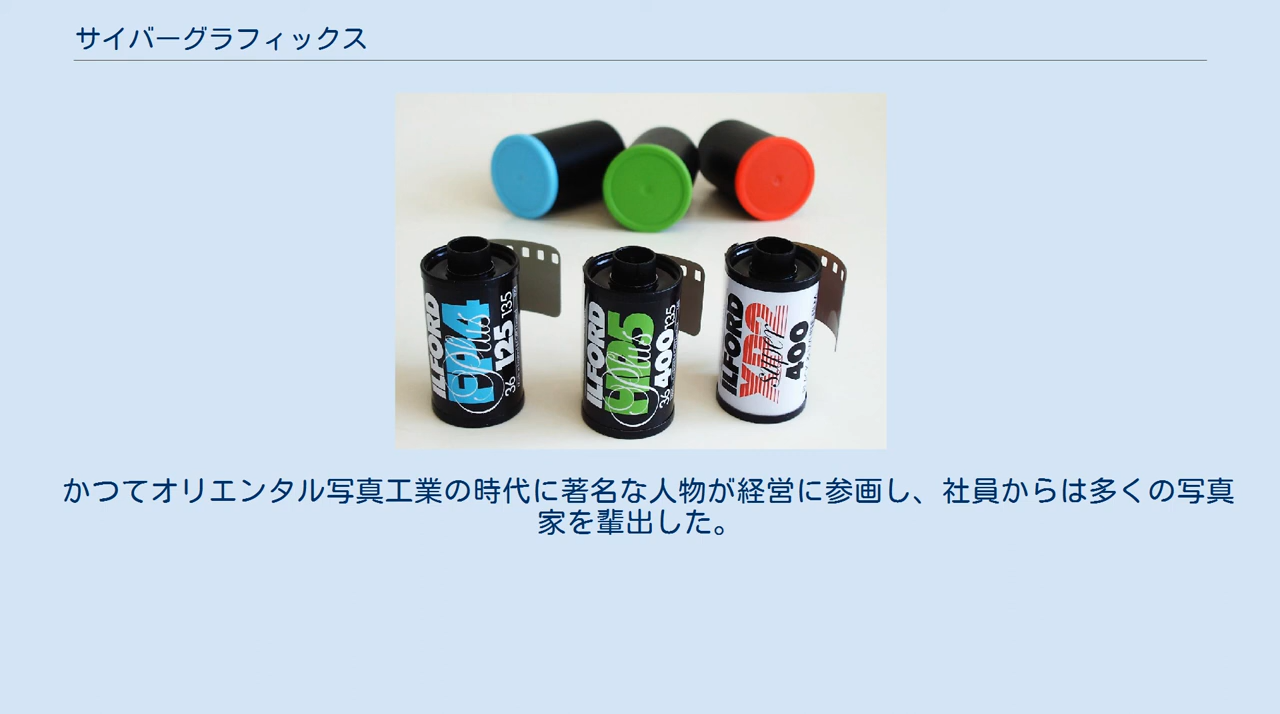 サイバーグラフィックス
ILFORD
FP4
Plus
125
135
36
ILFORD
HP5
Plus
400
135
36
ILFORD
XP2
super
400
かつてオリエンタル写真工業の時代に著名な人物が経営に参画し、社員からは多くの写真
家を輩出した。